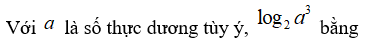 Với a là số thực dương tùy ý, log₂ a³ bằng